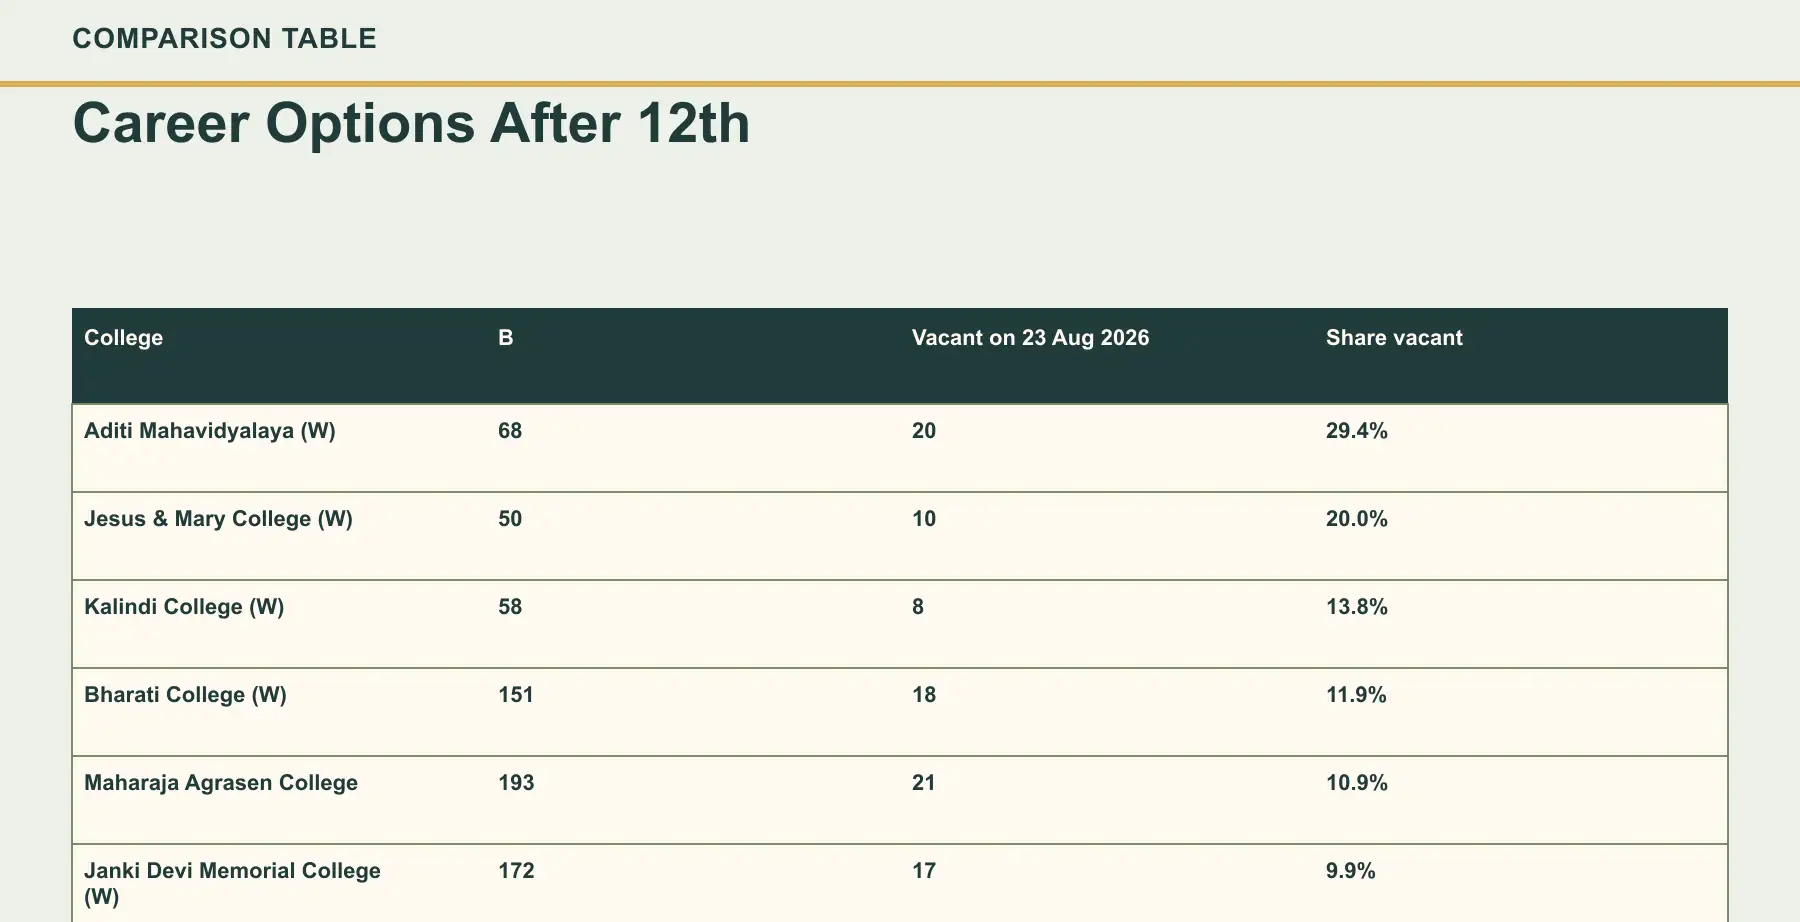 COMPARISON TABLE
Career Options After 12th
College B Vacant on 23 Aug 2026 Share vacant
Aditi Mahavidyalaya (W) 68 20 29.4%
Jesus & Mary College (W) 50 10 20.0%
Kalindi College (W) 58 8 13.8%
Bharati College (W) 151 18 11.9%
Maharaja Agrasen College 193 21 10.9%
Janki Devi Memorial College 172 17 9.9%
(W)